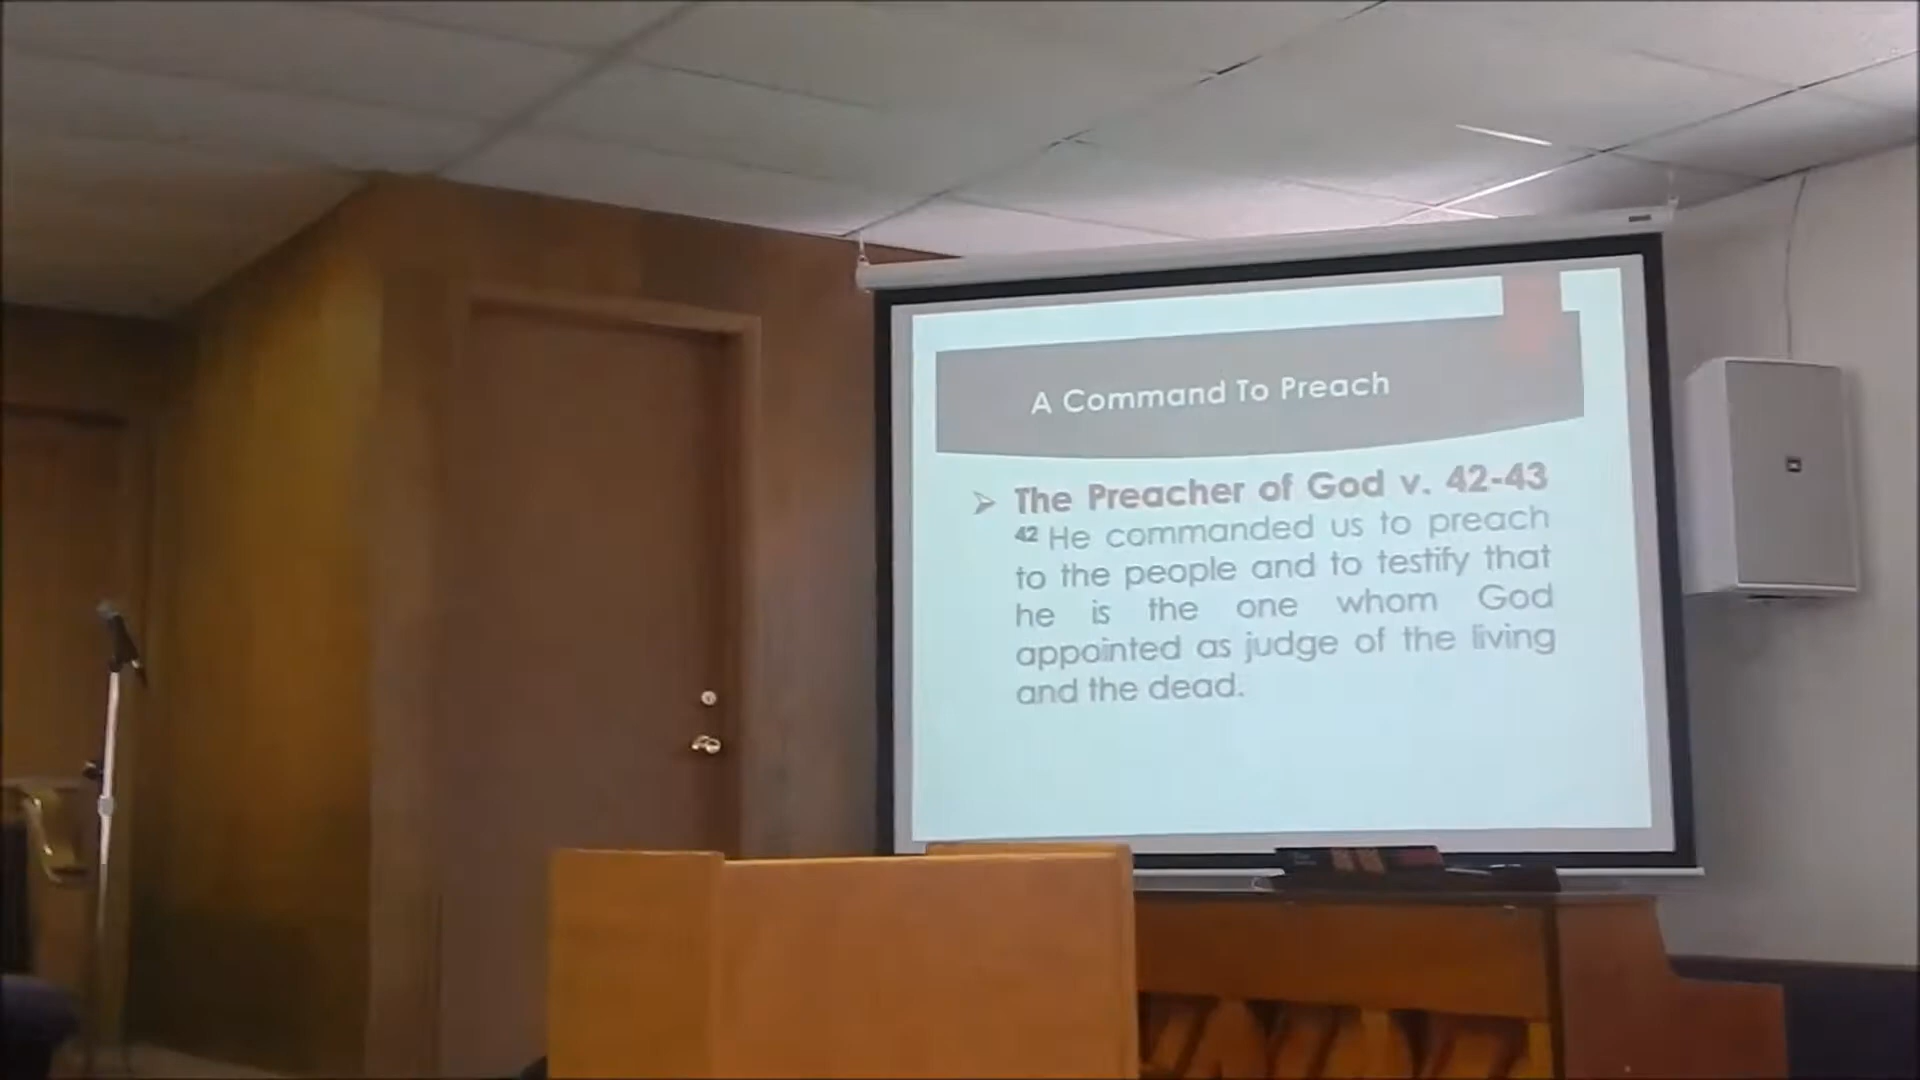 A Command To Preach
➢ The Preacher of God v. 42-43
42 He commanded us to preach
to the people and to testify that
he is the one whom God
appointed as judge of the living
and the dead.